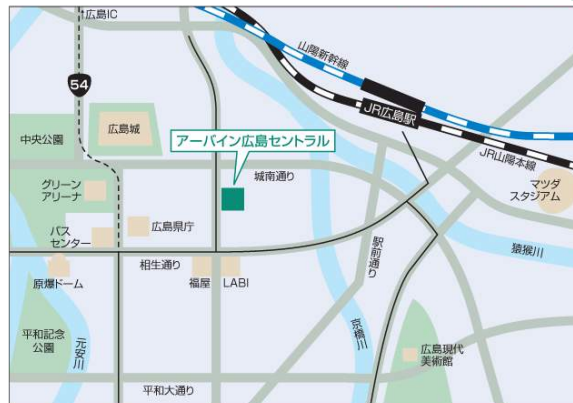 ↑広島IC
山陽新幹線
54
JR広島駅
広島城
中央公園
アーバイン広島セントラル
JR山陽本線
城南通り
グリーン
アリーナ
マツダ
スタジアム
広島県庁
バス
センター
駅前通り
猿猴川
相生通り
原爆ドーム
福屋
LABI
平和記念
公園
元安川
京橋川
広島現代
美術館
平和大通り